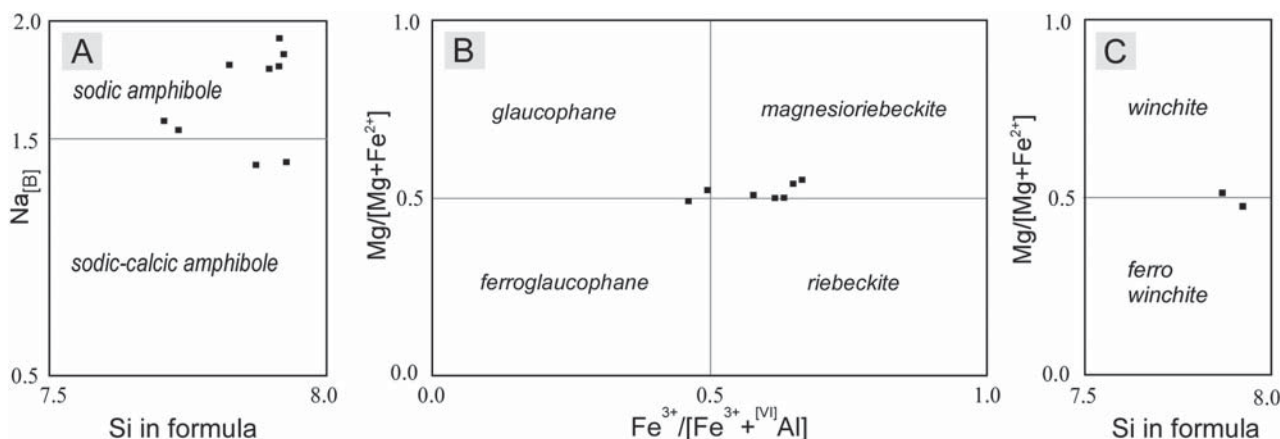 A
2.0
sodic amphibole
1.5
Na[B]
sodic-calcic amphibole
0.5
7.5 8.0
Si in formula
B
1.0
glaucophane magnesioriebeckite
Mg/[Mg+Fe²⁺]
0.5
ferroglaucophane riebeckite
0.0
0.0 0.5 1.0
Fe³⁺/[Fe³⁺+[VI]Al]
C
1.0
winchite
Mg/[Mg+Fe²⁺]
0.5
ferro
winchite
0.0
7.5 8.0
Si in formula